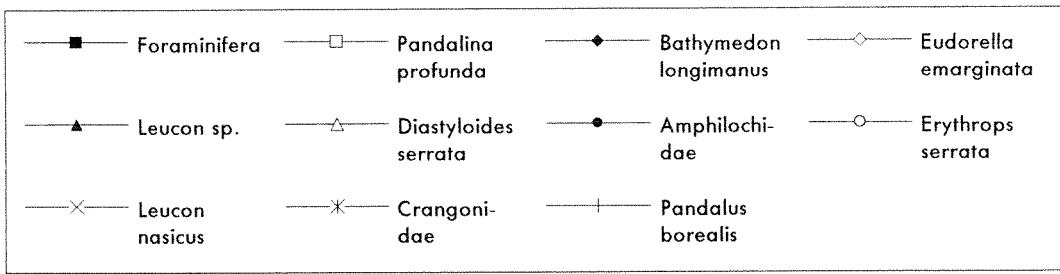 Foraminifera
Pandalina
profunda
Bathymedon
longimanus
Eudorella
emarginata
Leucon sp.
Diastyloides
serrata
Amphilochi-
dae
Erythrops
serrata
Leucon
nasicus
Crangoni-
dae
Pandalus
borealis